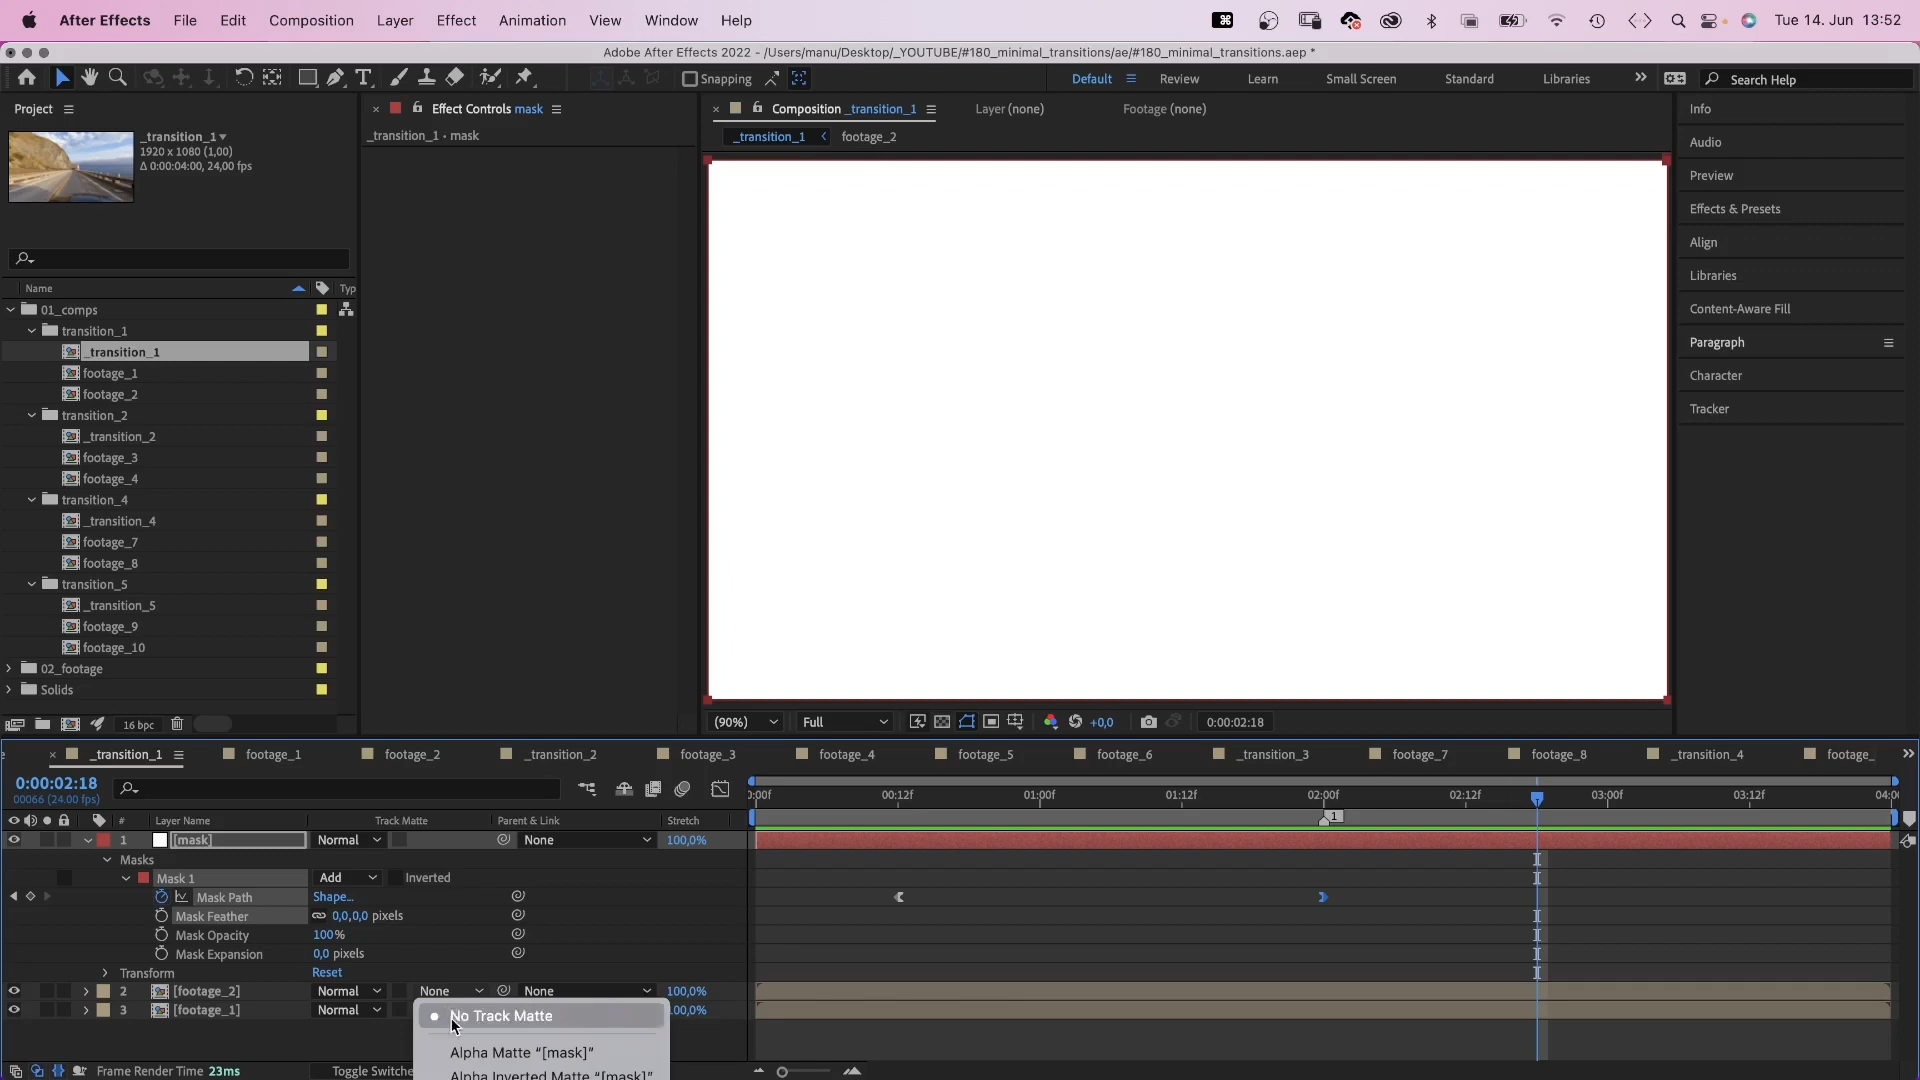 After Effects File Edit Composition Layer Effect Animation View Window Help Tue 14. Jun 13:52
Adobe After Effects 2022 - /Users/manu/Desktop/_YOUTUBE/#180_minimal_transitions/ae/#180_minimal_transitions.aep *
Snapping Default Review Learn Small Screen Standard Libraries Search Help
Project
_transition_1
1920 x 1080 (1,00)
Δ 0:00:04:00, 24,00 fps
Name Typ
01_comps
transition_1
_transition_1
footage_1
footage_2
transition_2
_transition_2
footage_3
footage_4
transition_4
_transition_4
footage_7
footage_8
transition_5
_transition_5
footage_9
footage_10
02_footage
Solids
16 bpc
Effect Controls mask
_transition_1 • mask
Composition _transition_1 Layer (none) Footage (none)
_transition_1 footage_2
(90%) Full +0,0 0:00:02:18
Info
Audio
Preview
Effects & Presets
Align
Libraries
Content-Aware Fill
Paragraph
Character
Tracker
_transition_1 footage_1 footage_2 _transition_2 footage_3 footage_4 footage_5 footage_6 _transition_3 footage_7 footage_8 _transition_4 footage_
0:00:02:18
00066 (24.00 fps)
:00f 00:12f 01:00f 01:12f 02:00f 02:12f 03:00f 03:12f 04:0
# Layer Name Track Matte Parent & Link Stretch
1
1 [mask] Normal None 100,0%
Masks
Mask 1 Add Inverted
Mask Path Shape...
Mask Feather 0,0,0,0 pixels
Mask Opacity 100%
Mask Expansion 0,0 pixels
Transform Reset
2 [footage_2] Normal None None 100,0%
3 [footage_1] Normal 00,0%
No Track Matte
Alpha Matte “[mask]”
Alpha Inverted Matte “[mask]”
Frame Render Time 23ms Toggle Switche